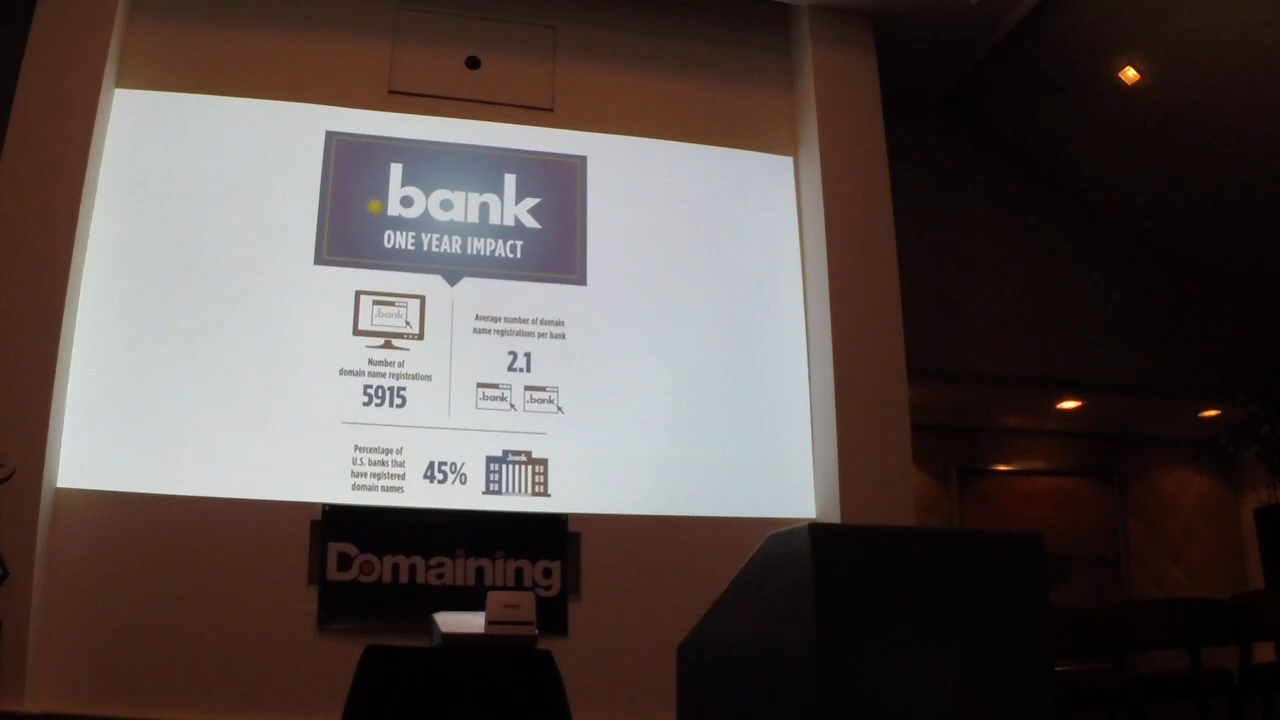 .bank
ONE YEAR IMPACT
.bank
Number of
domain name registrations
5915
Average number of domain
name registrations per bank
2.1
.bank
.bank
Percentage of
U.S. banks that
have registered
domain names
45%
.bank
Domaining